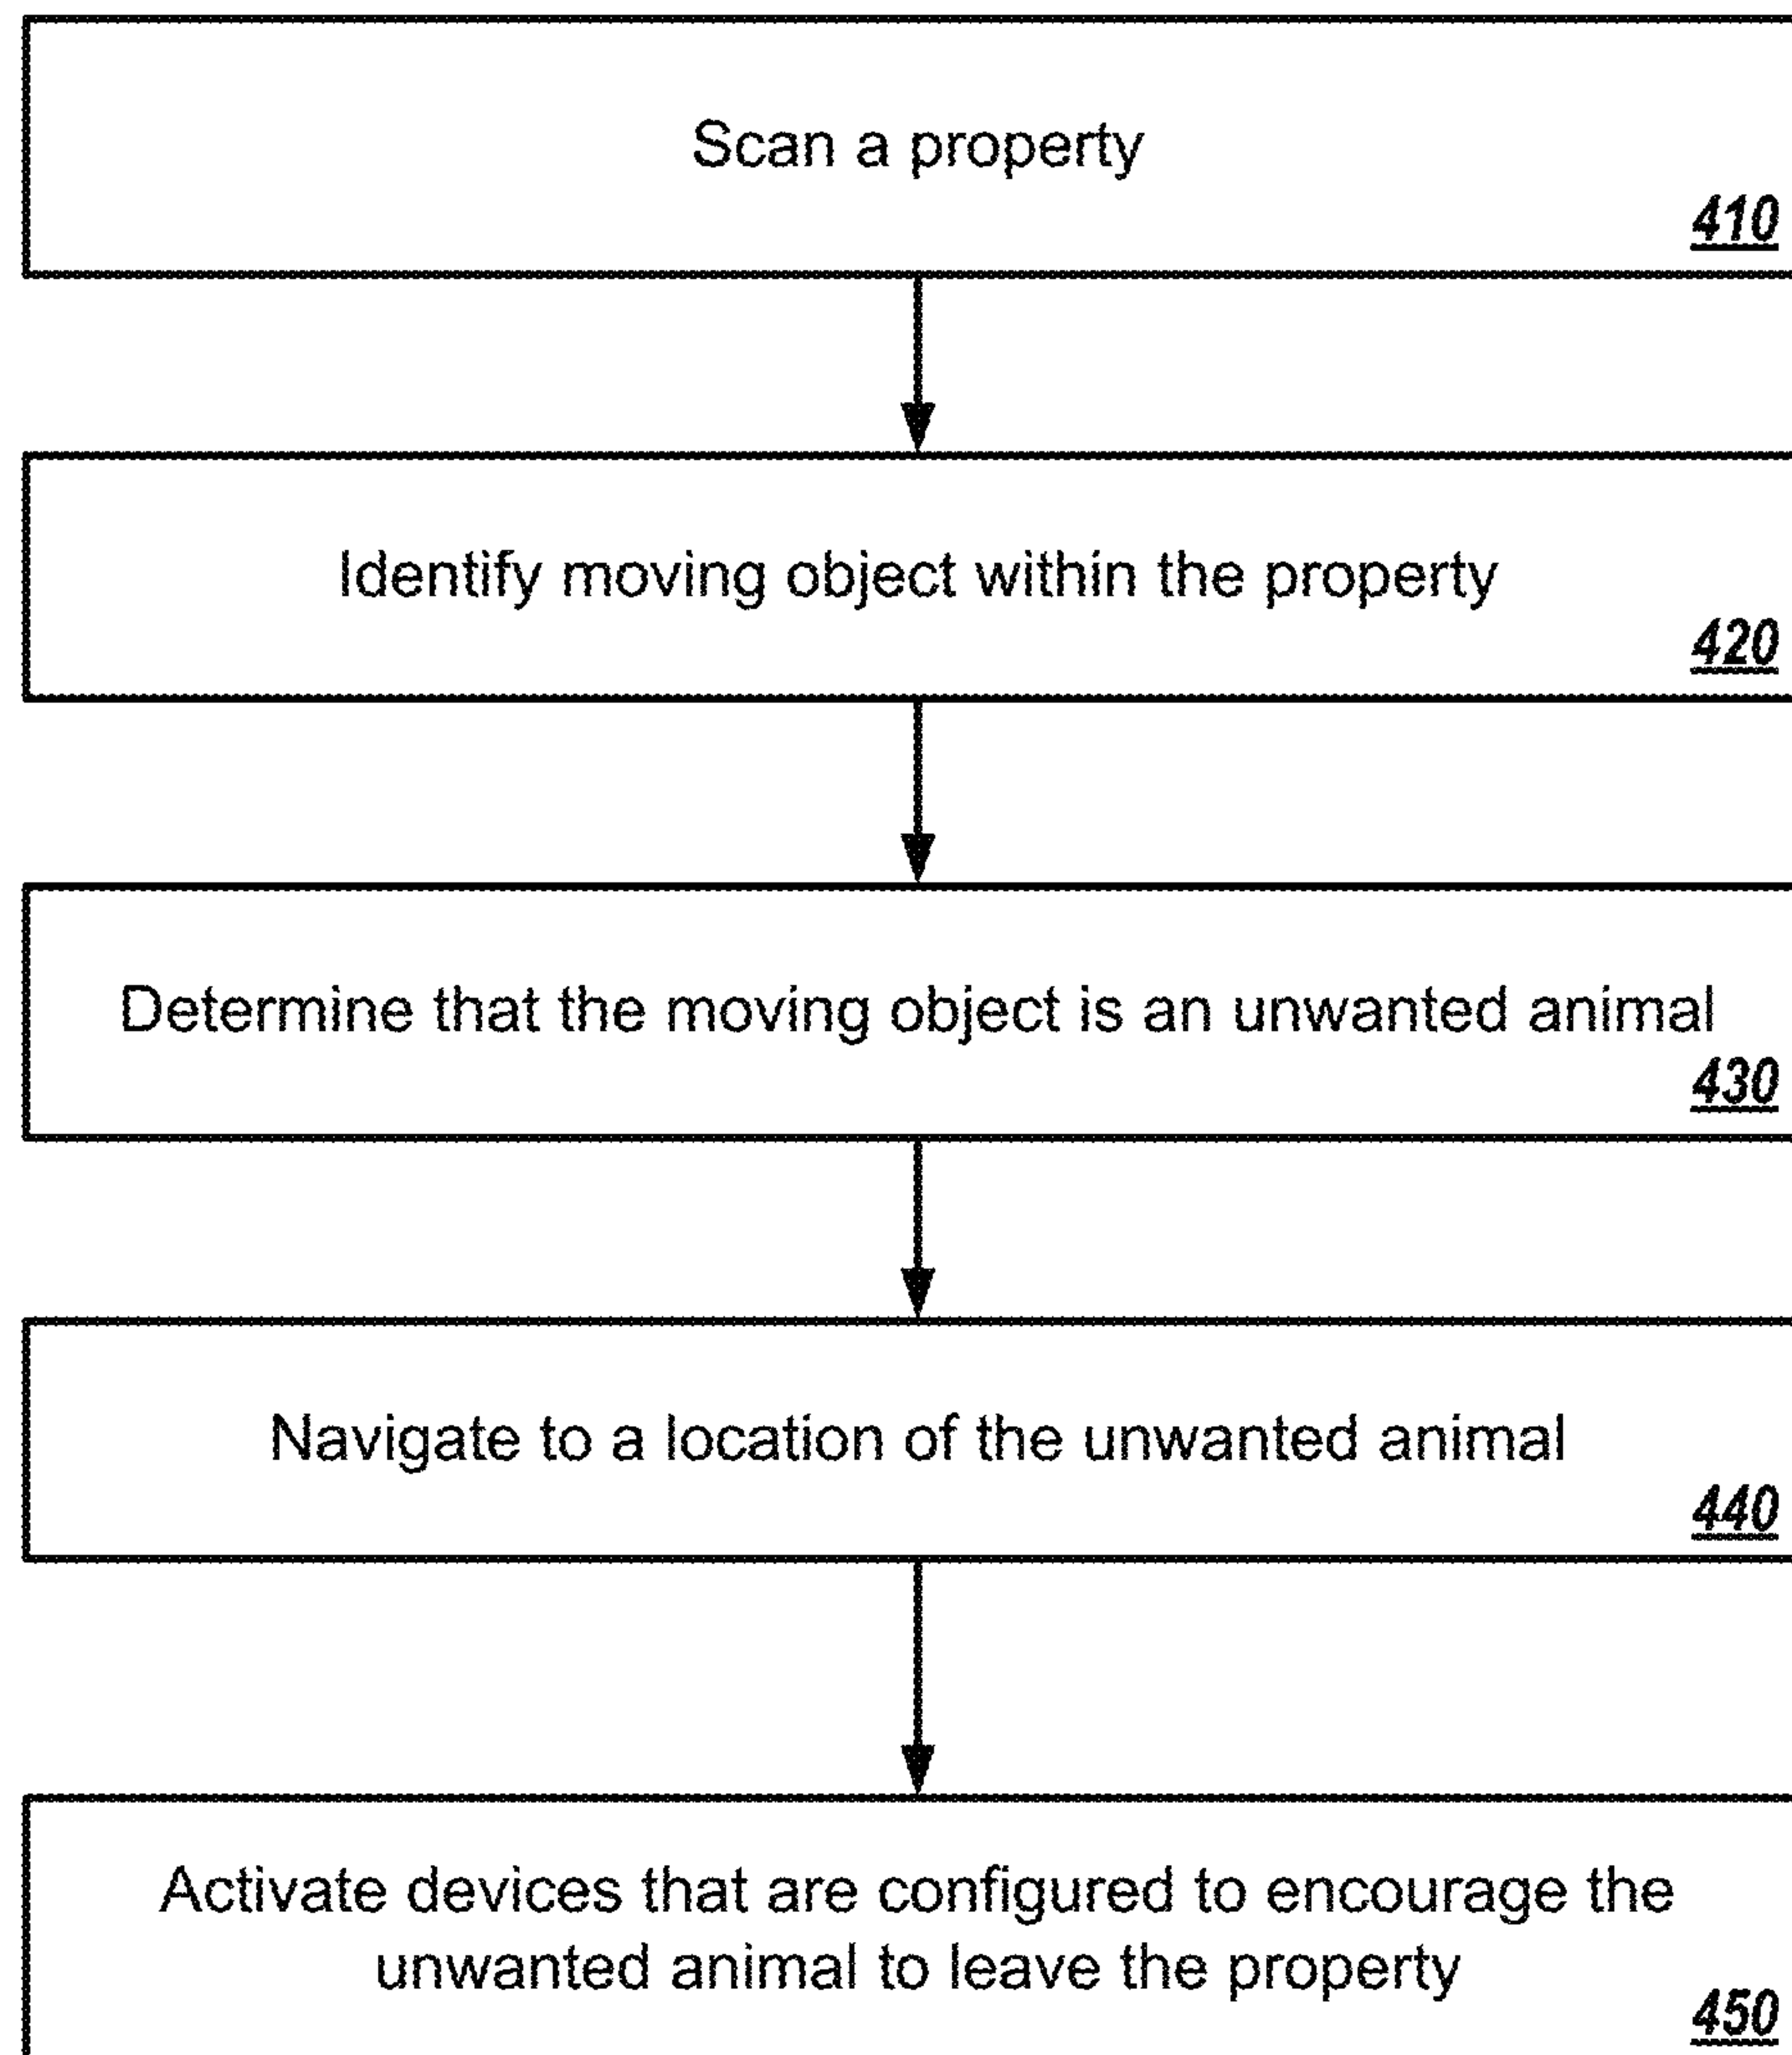 Scan a property
410
Identify moving object within the property
420
Determine that the moving object is an unwanted animal
430
Navigate to a location of the unwanted animal
440
Activate devices that are configured to encourage the
unwanted animal to leave the property
450